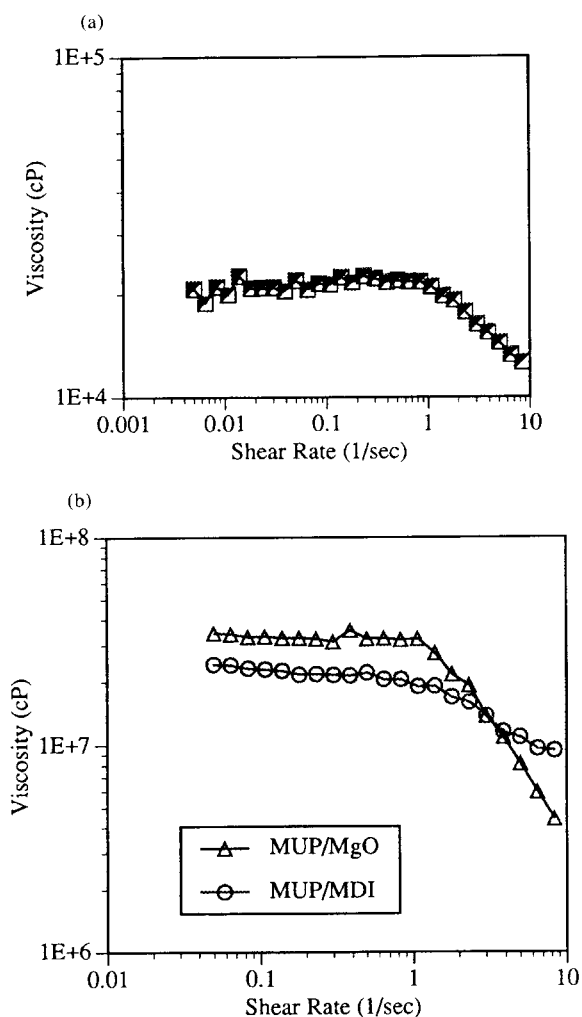 (a)
1E+5
Viscosity (cP)
1E+4
0.001 0.01 0.1 1 10
Shear Rate (1/sec)
(b)
1E+8
Viscosity (cP)
1E+7
MUP/MgO
MUP/MDI
1E+6
0.01 0.1 1 10
Shear Rate (1/sec)